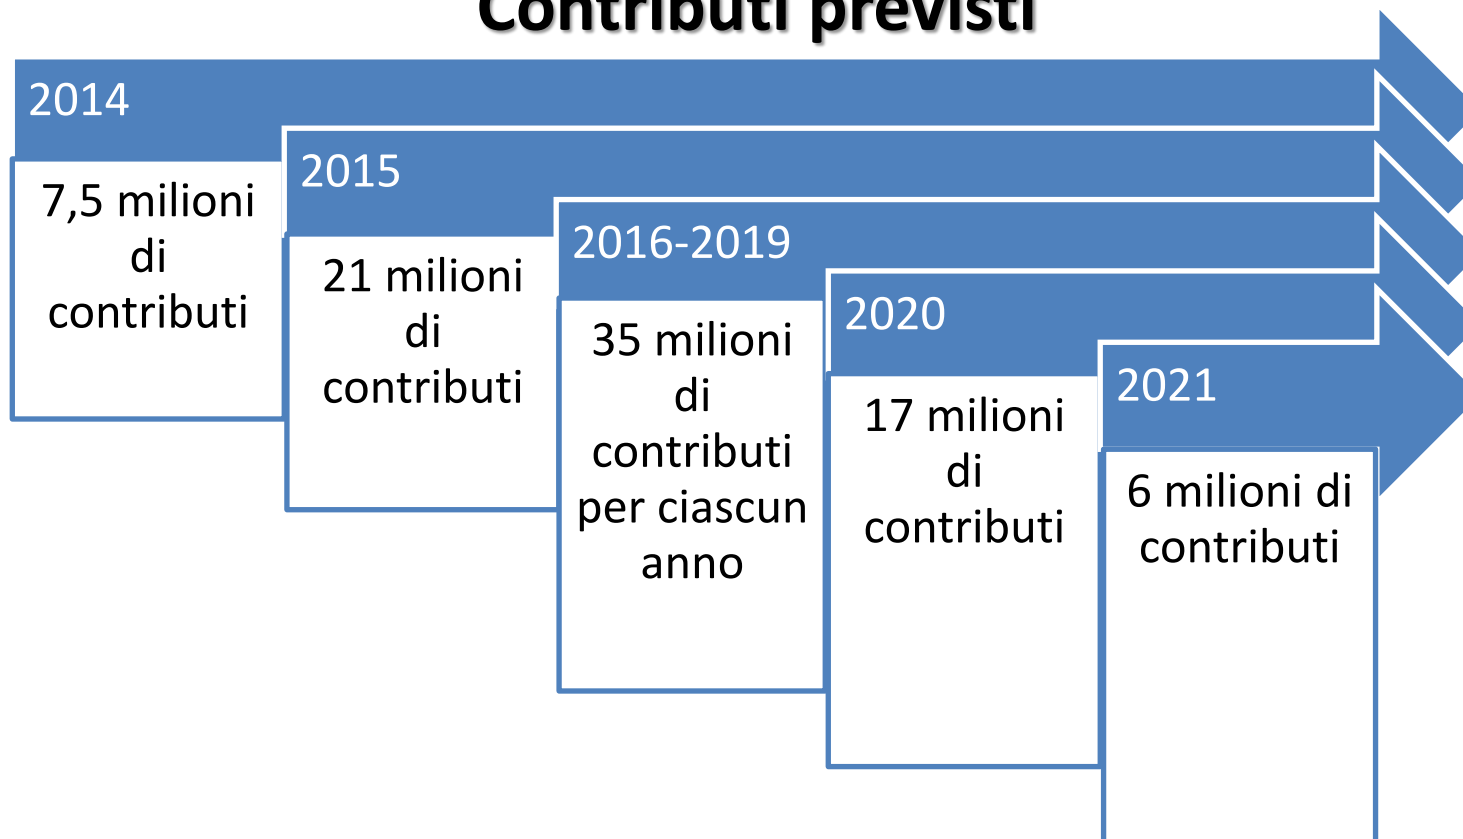 Contributi previsti
2014
7,5 milioni
di
contributi
2015
21 milioni
di
contributi
2016-2019
35 milioni
di
contributi
per ciascun
anno
2020
17 milioni
di
contributi
2021
6 milioni di
contributi